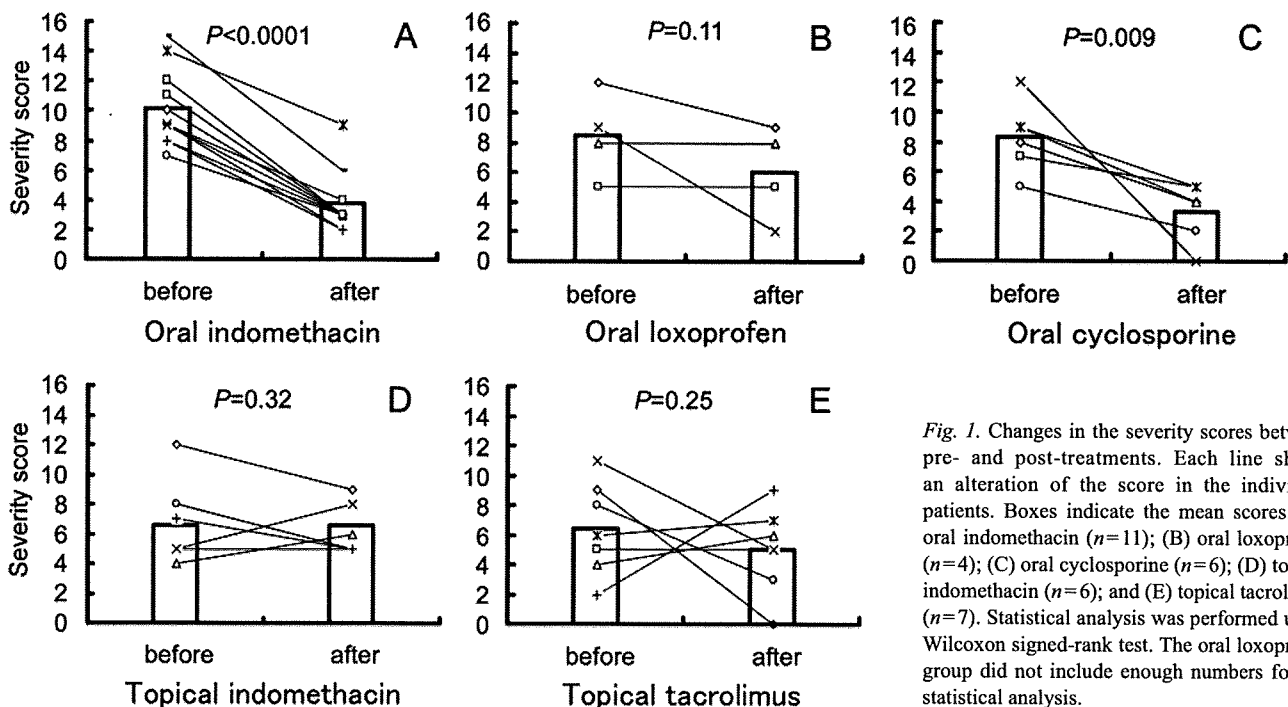 16
14
12
10
8
6
4
2
0
Severity score
P<0.0001
A
before after
Oral indomethacin
16
14
12
10
8
6
4
2
0
P=0.11
B
before after
Oral loxoprofen
16
14
12
10
8
6
4
2
0
P=0.009
C
before after
Oral cyclosporine
16
14
12
10
8
6
4
2
0
Severity score
P=0.32
D
before after
Topical indomethacin
16
14
12
10
8
6
4
2
0
P=0.25
E
before after
Topical tacrolimus
Fig. 1. Changes in the severity scores betw
pre- and post-treatments. Each line sh
an alteration of the score in the indivi
patients. Boxes indicate the mean scores
oral indomethacin (n=11); (B) oral loxopr
(n=4); (C) oral cyclosporine (n=6); (D) to
indomethacin (n=6); and (E) topical tacrol
(n=7). Statistical analysis was performed u
Wilcoxon signed-rank test. The oral loxopr
group did not include enough numbers fo
statistical analysis.